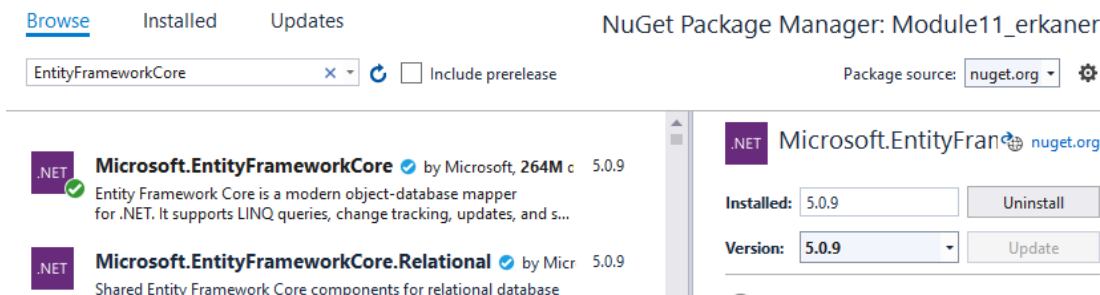 Browse Installed Updates NuGet Package Manager: Module11_erkaner
EntityFrameworkCore Include prerelease Package source: nuget.org
.NET Microsoft.EntityFrameworkCore by Microsoft, 264M 5.0.9
Entity Framework Core is a modern object-database mapper
for .NET. It supports LINQ queries, change tracking, updates, and s...
.NET Microsoft.EntityFrameworkCore.Relational by Micr 5.0.9
Shared Entity Framework Core components for relational database
.NET Microsoft.EntityFran nuget.org
Installed: 5.0.9 Uninstall
Version: 5.0.9 Update